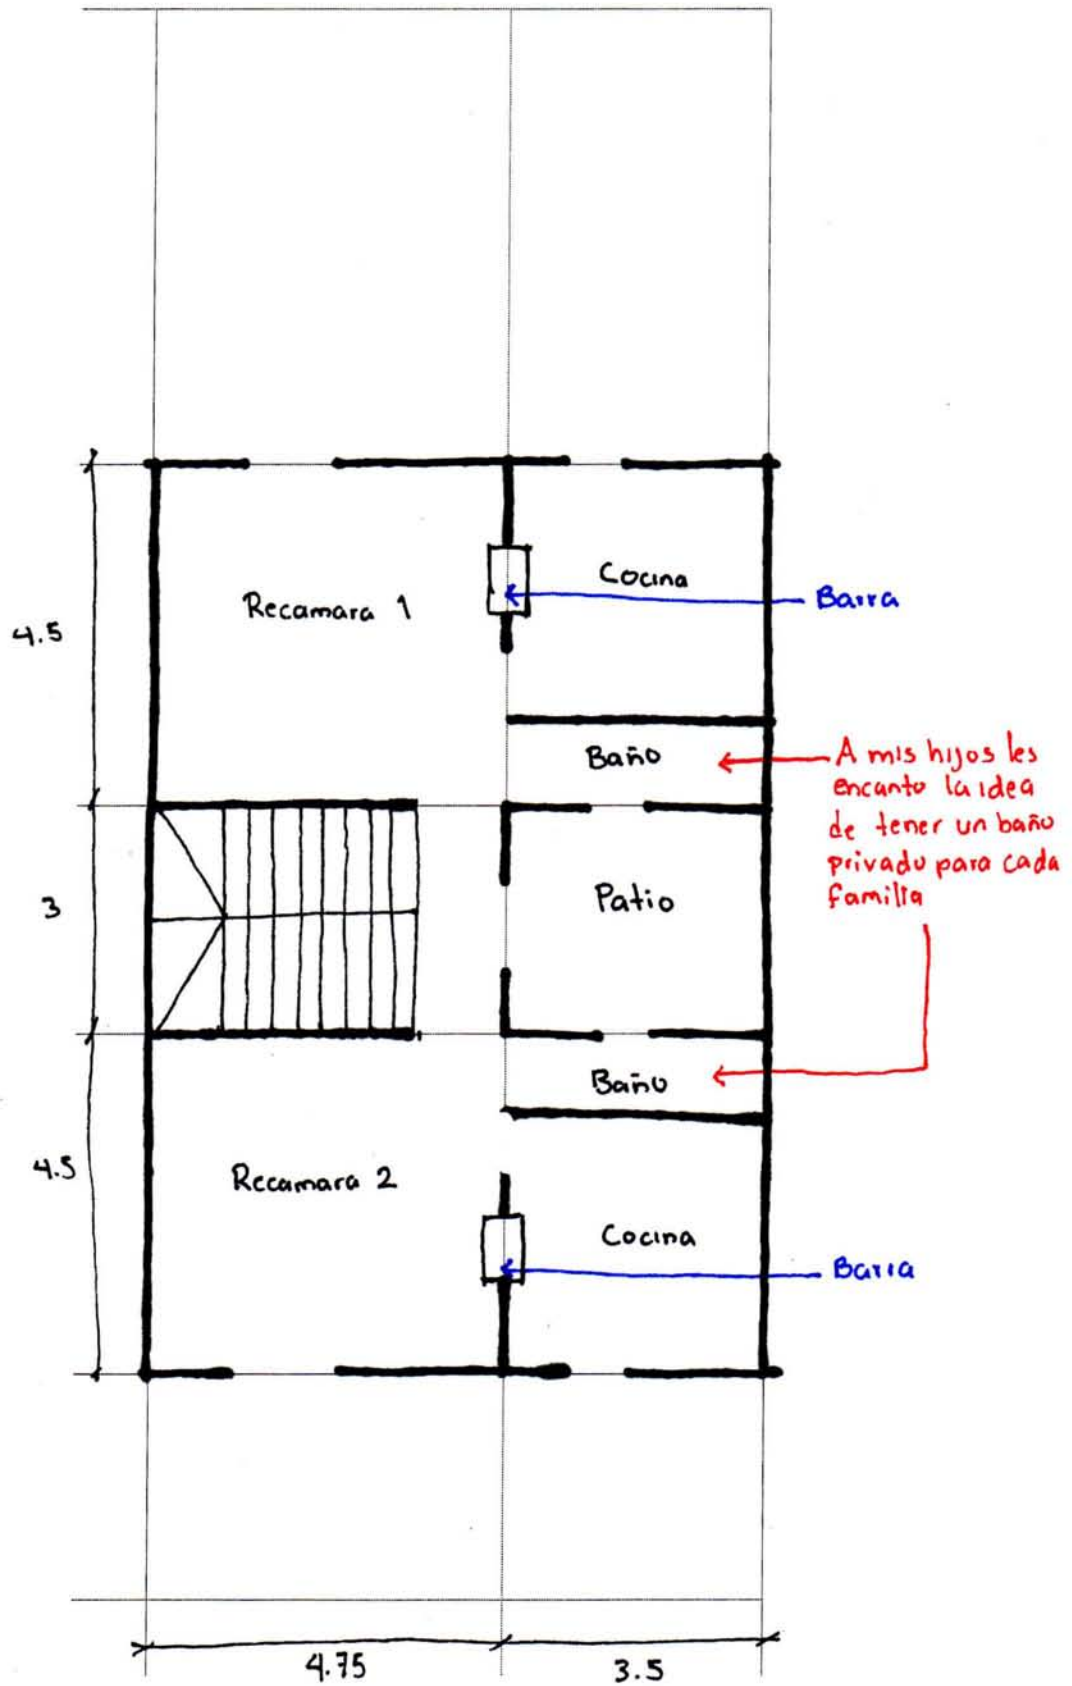 Cocina
Barra
Recamara 1
4.5
Baño
A mis hijos les
encanto la idea
de tener un baño
privado para cada
familia
3
Patio
Baño
4.5
Recamara 2
Cocina
Barra
4.75
3.5